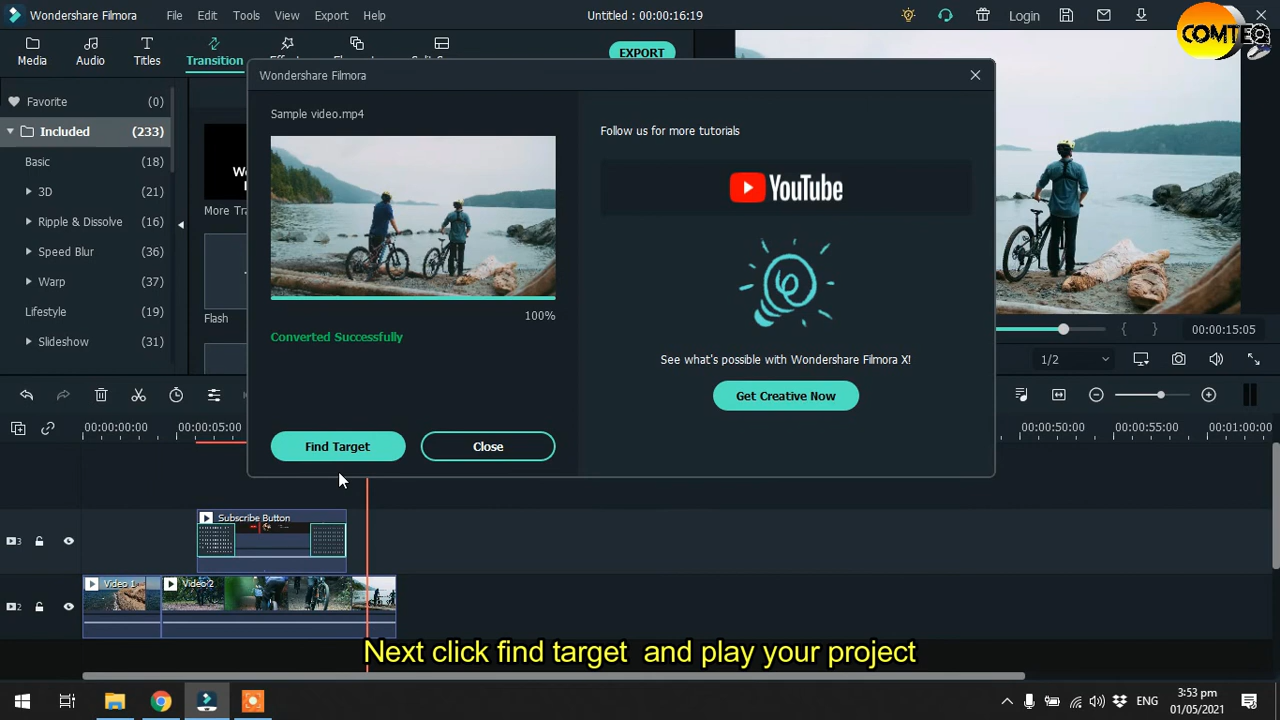 Wondershare Filmora
File Edit Tools View Export Help
Untitled : 00:00:16:19
Login
COMTEQ
Media Audio Titles Transition
EXPORT
Wondershare Filmora
Favorite (0)
Included (233)
Basic (18)
3D (21)
Ripple & Dissolve (16)
Speed Blur (36)
Warp (37)
Lifestyle (19)
Slideshow (31)
Flash
Sample video.mp4
100%
Converted Successfully
Find Target
Close
Follow us for more tutorials
YouTube
See what's possible with Wondershare Filmora X!
Get Creative Now
00:00:15:05
1/2
00:00:00:00 00:00:05:00 00:00:50:00 00:00:55:00 00:01:00:00
3
Subscribe Button
2
Video 1
Video 2
Next click find target and play your project
ENG
3:53 pm
01/05/2021